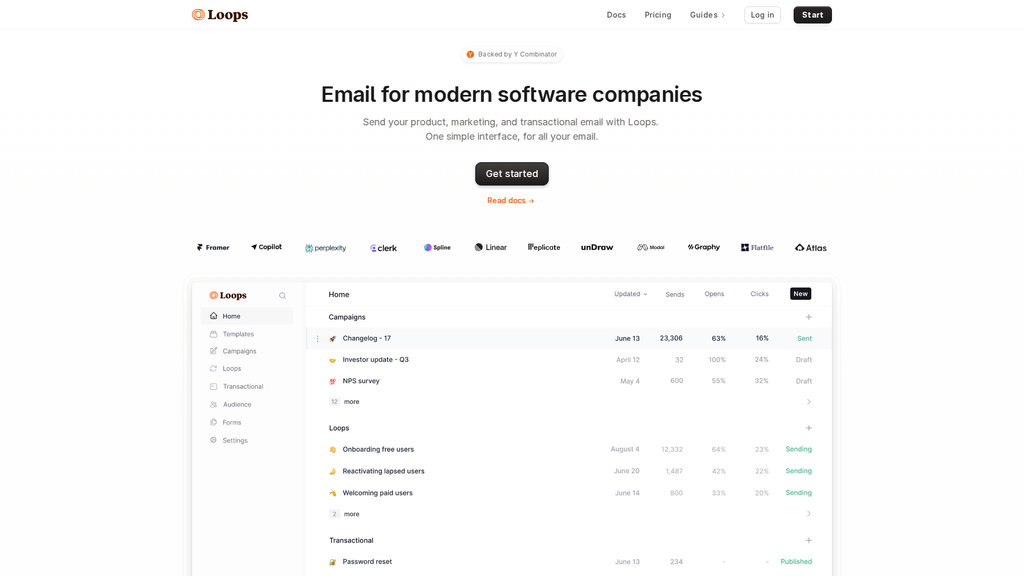 Loops Docs Pricing Guides Log in Start
Backed by Y Combinator
Email for modern software companies
Send your product, marketing, and transactional email with Loops.
One simple interface, for all your email.
Get started
Read docs →
Framer Copilot perplexity clerk Spline Linear Replicate unDraw Modal Graphy Flatfile Atlas
Loops
Home
Templates
Campaigns
Loops
Transactional
Audience
Forms
Settings
Home Updated Sends Opens Clicks New
Campaigns +
Changelog - 17 June 13 23,306 63% 16% Sent
Investor update - Q3 April 12 32 100% 24% Draft
NPS survey May 4 600 55% 32% Draft
12 more
Loops +
Onboarding free users August 4 12,332 64% 23% Sending
Reactivating lapsed users June 20 1,487 42% 22% Sending
Welcoming paid users June 14 800 33% 20% Sending
2 more
Transactional +
Password reset June 13 234 - - Published